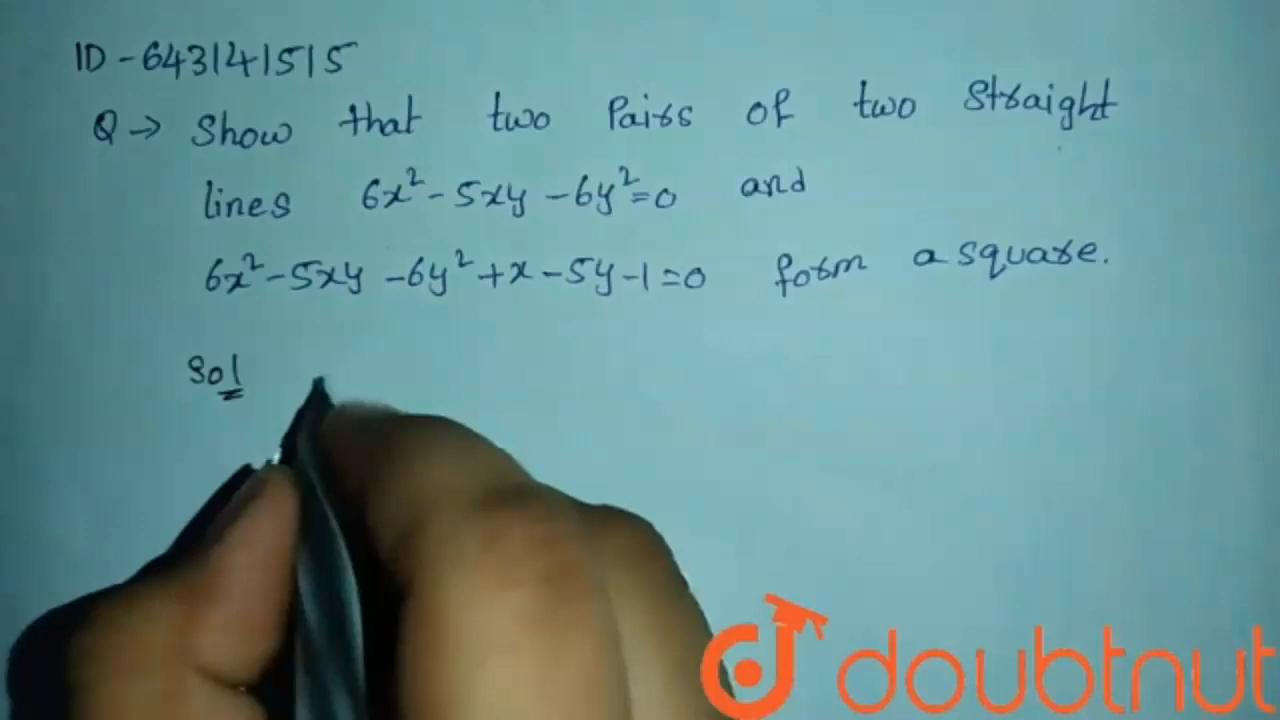 ID - 643141515
Q → Show that two Pairs of two Straight
lines 6x² - 5xy - 6y² = 0 and
6x² - 5xy - 6y² + x - 5y - 1 = 0 form a square.
Sol
doubtnut